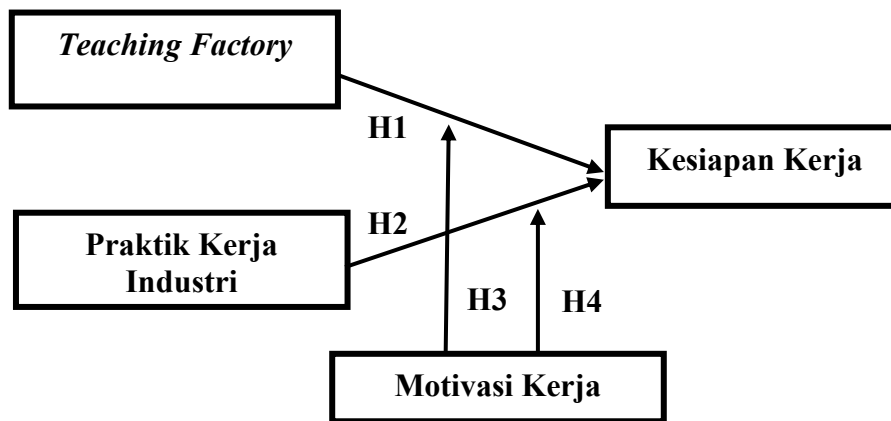 Teaching Factory
H1
Kesiapan Kerja
H2
Praktik Kerja
Industri
H3
H4
Motivasi Kerja